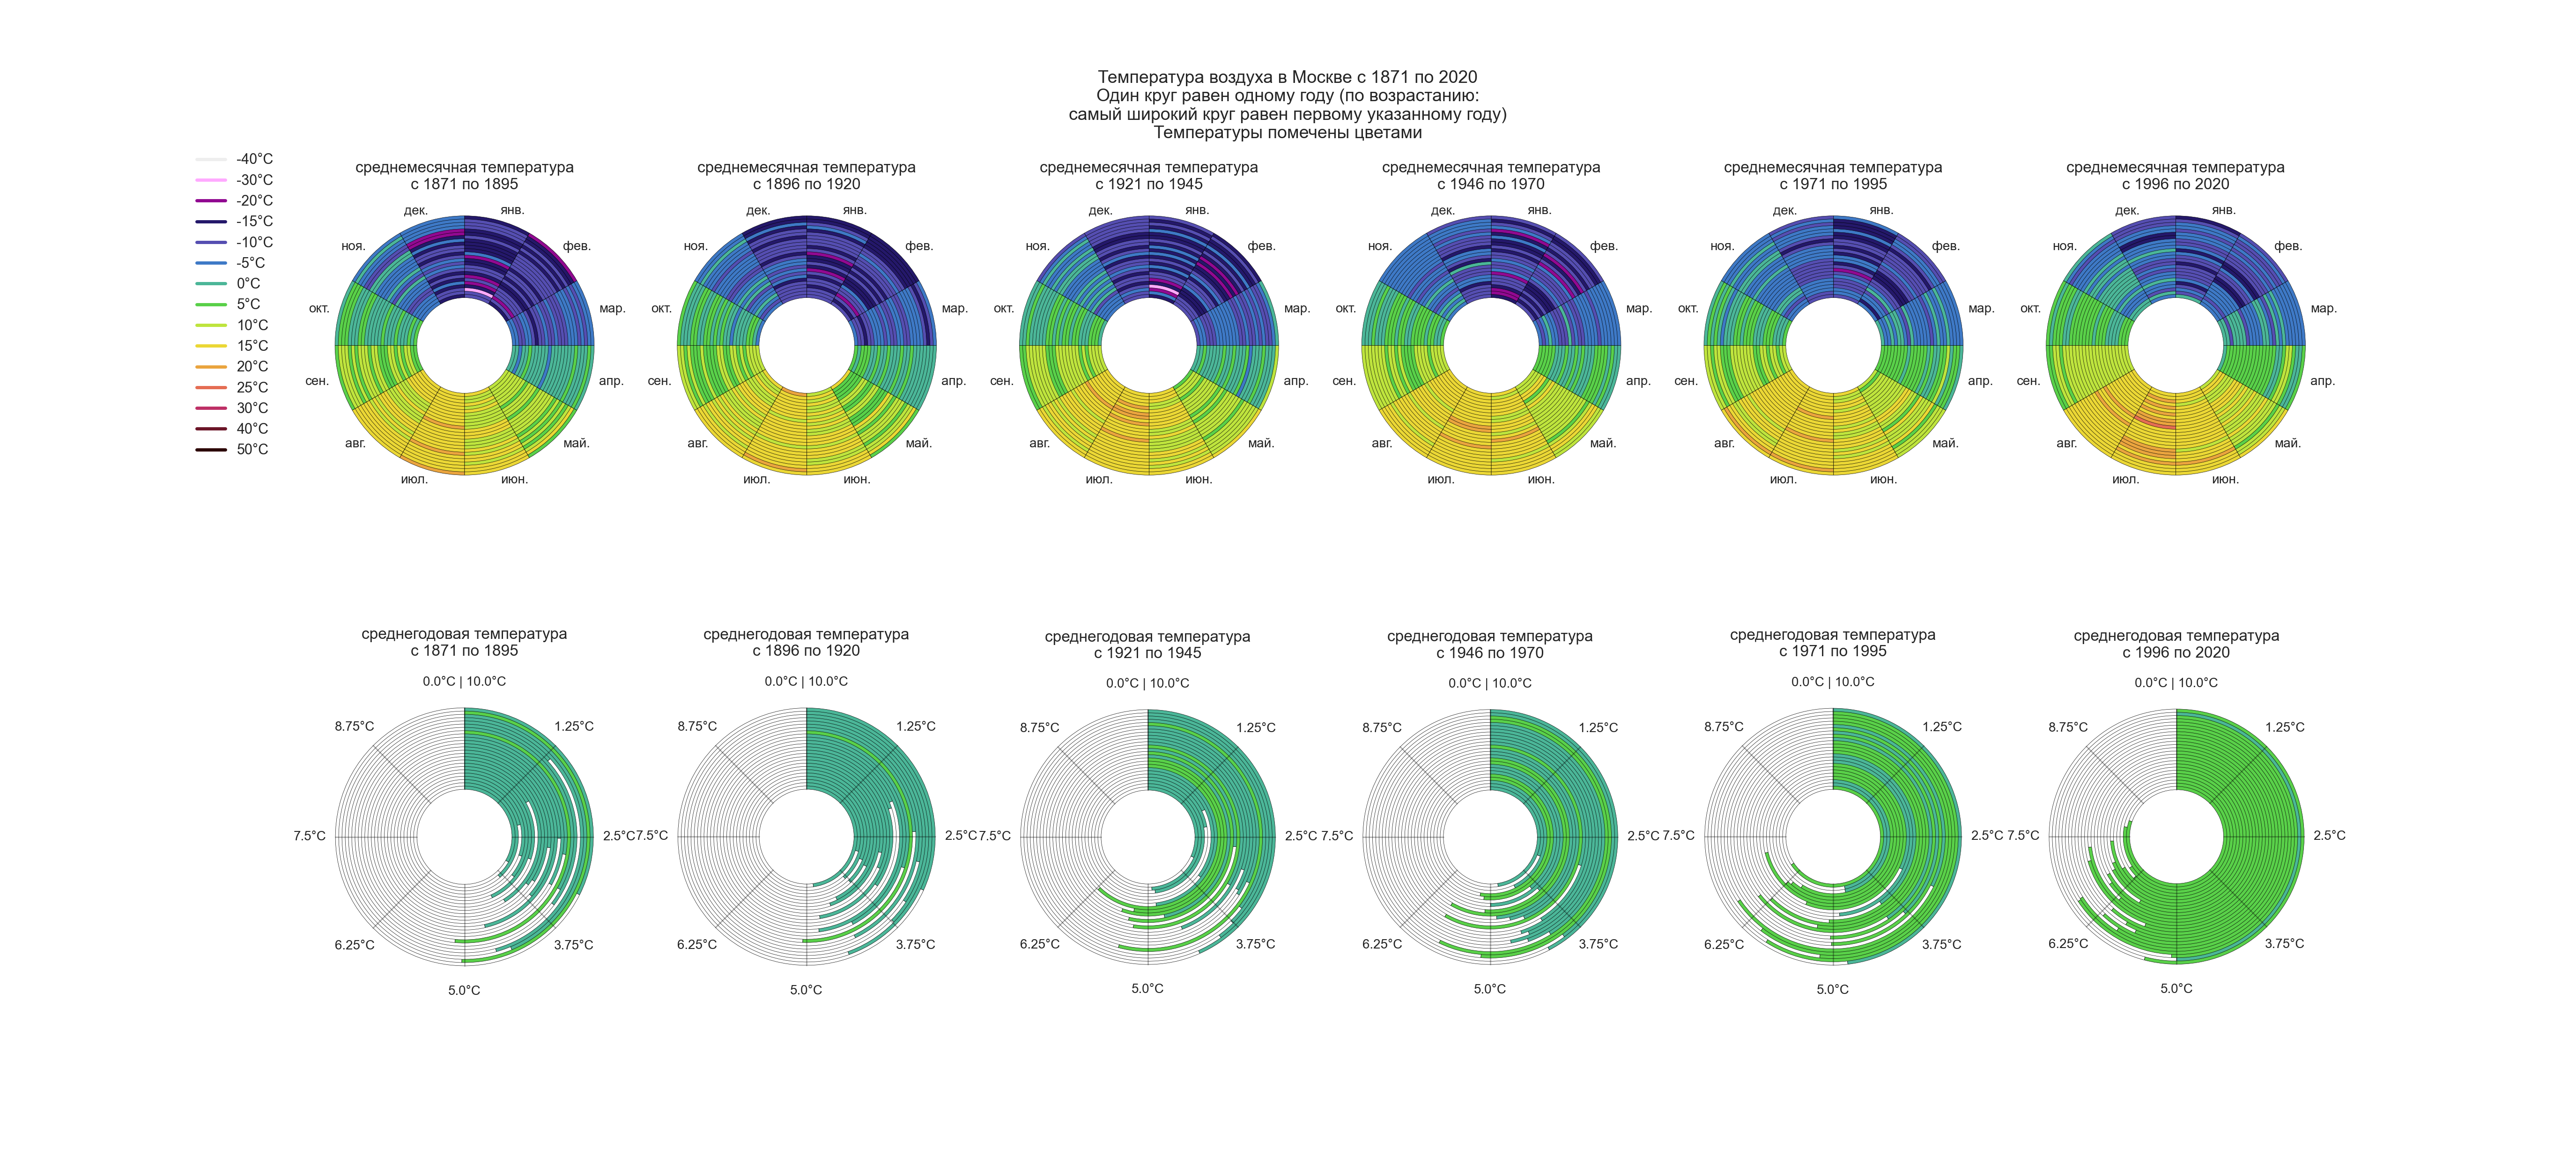 Температура воздуха в Москве с 1871 по 2020
Один круг равен одному году (по возрастанию:
самый широкий круг равен первому указанному году)
Температуры помечены цветами
-40°C
-30°C
-20°C
-15°C
-10°C
-5°C
0°C
5°C
10°C
15°C
20°C
25°C
30°C
40°C
50°C
среднемесячная температура
с 1871 по 1895
янв.
фев.
мар.
апр.
май.
июн.
июл.
авг.
сен.
окт.
ноя.
дек.
среднемесячная температура
с 1896 по 1920
янв.
фев.
мар.
апр.
май.
июн.
июл.
авг.
сен.
окт.
ноя.
дек.
среднемесячная температура
с 1921 по 1945
янв.
фев.
мар.
апр.
май.
июн.
июл.
авг.
сен.
окт.
ноя.
дек.
среднемесячная температура
с 1946 по 1970
янв.
фев.
мар.
апр.
май.
июн.
июл.
авг.
сен.
окт.
ноя.
дек.
среднемесячная температура
с 1971 по 1995
янв.
фев.
мар.
апр.
май.
июн.
июл.
авг.
сен.
окт.
ноя.
дек.
среднемесячная температура
с 1996 по 2020
янв.
фев.
мар.
апр.
май.
июн.
июл.
авг.
сен.
окт.
ноя.
дек.
среднегодовая температура
с 1871 по 1895
0.0°C | 10.0°C
1.25°C
2.5°C
3.75°C
5.0°C
6.25°C
7.5°C
8.75°C
среднегодовая температура
с 1896 по 1920
0.0°C | 10.0°C
1.25°C
2.5°C
3.75°C
5.0°C
6.25°C
7.5°C
8.75°C
среднегодовая температура
с 1921 по 1945
0.0°C | 10.0°C
1.25°C
2.5°C
3.75°C
5.0°C
6.25°C
7.5°C
8.75°C
среднегодовая температура
с 1946 по 1970
0.0°C | 10.0°C
1.25°C
2.5°C
3.75°C
5.0°C
6.25°C
7.5°C
8.75°C
среднегодовая температура
с 1971 по 1995
0.0°C | 10.0°C
1.25°C
2.5°C
3.75°C
5.0°C
6.25°C
7.5°C
8.75°C
среднегодовая температура
с 1996 по 2020
0.0°C | 10.0°C
1.25°C
2.5°C
3.75°C
5.0°C
6.25°C
7.5°C
8.75°C